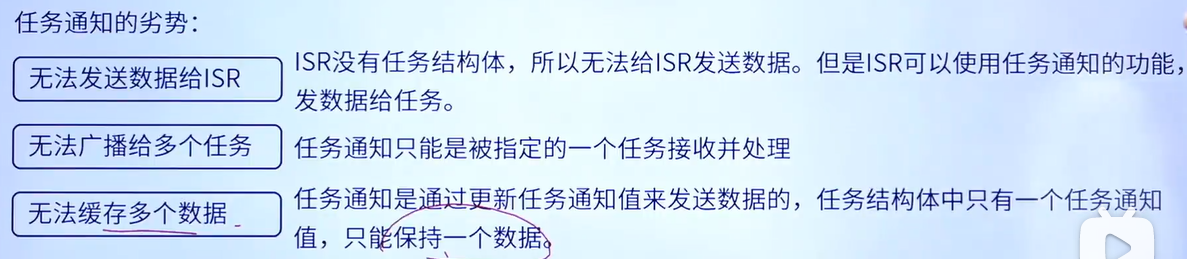 任务通知的劣势：
无法发送数据给ISR
ISR没有任务结构体，所以无法给ISR发送数据。但是ISR可以使用任务通知的功能，
发数据给任务。
无法广播给多个任务
任务通知只能是被指定的一个任务接收并处理
无法缓存多个数据
任务通知是通过更新任务通知值来发送数据的，任务结构体中只有一个任务通知
值，只能保持一个数据。